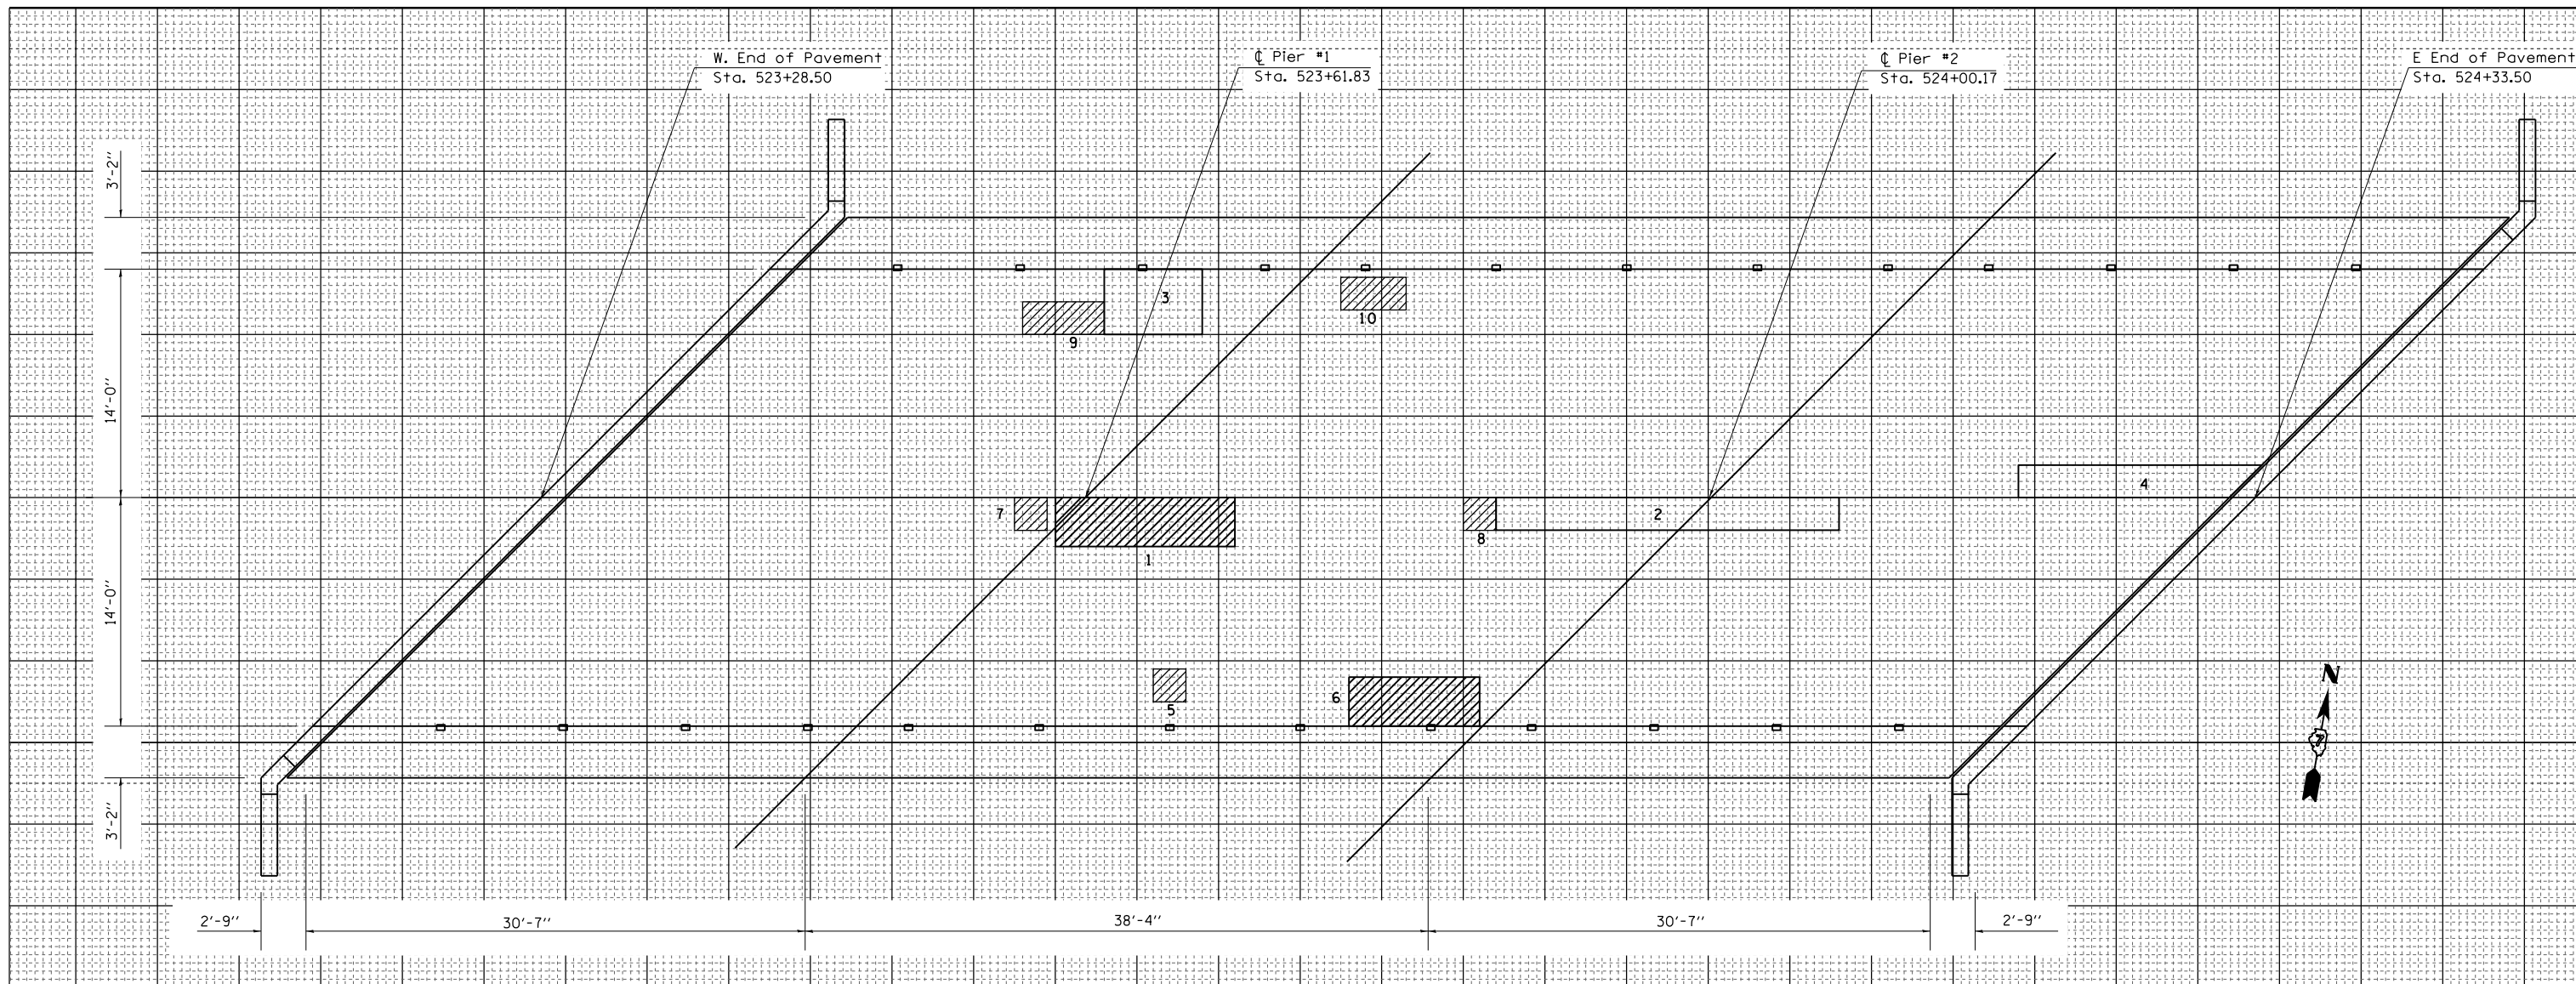 W. End of Pavement
Sta. 523+28.50
℄ Pier #1
Sta. 523+61.83
℄ Pier #2
Sta. 524+00.17
E End of Pavement
Sta. 524+33.50
3'-2"
14'-0"
14'-0"
3'-2"
3
9
10
4
7
1
8
2
5
6
N
2'-9"
30'-7"
38'-4"
30'-7"
2'-9"